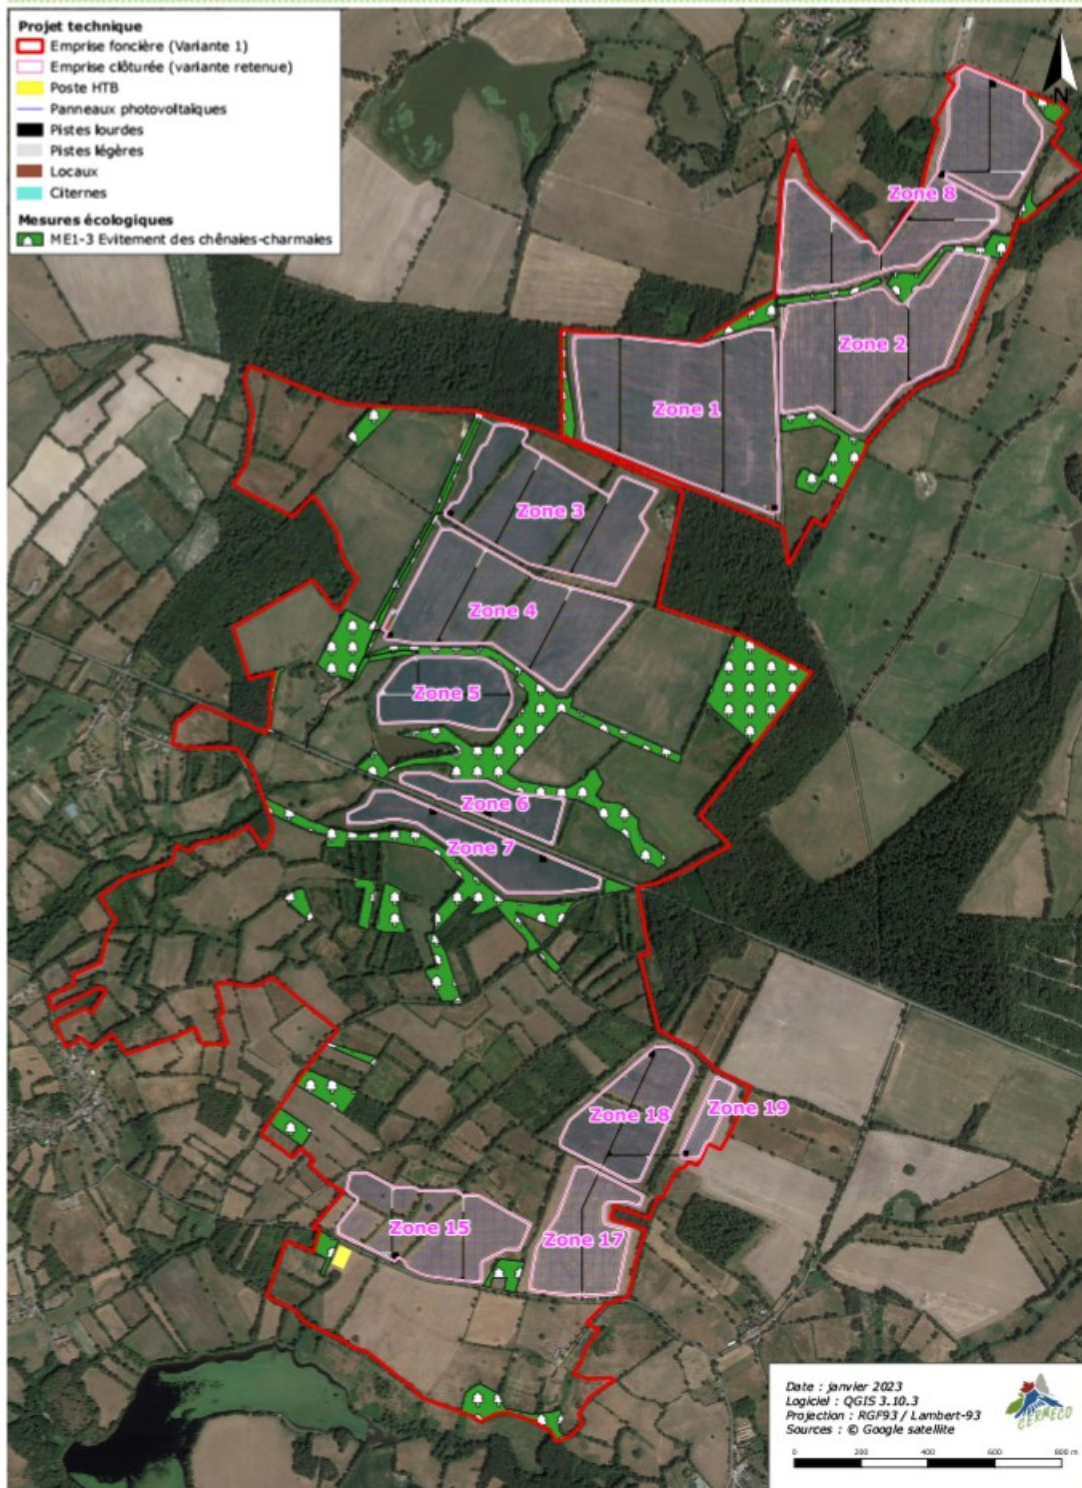 Projet technique
Emprise foncière (Variante 1)
Emprise clôturée (variante retenue)
Poste HTB
Panneaux photovoltaïques
Pistes lourdes
Pistes légères
Locaux
Citernes
Mesures écologiques
ME1-3 Evitement des chênaies-charmaies
N
Zone 8
Zone 2
Zone 1
Zone 3
Zone 4
Zone 5
Zone 6
Zone 7
Zone 18
Zone 19
Zone 15
Zone 17
Date : janvier 2023
Logiciel : QGIS 3.10.3
Projection : RGF93 / Lambert-93
Sources : © Google satellite
CERMECO
0 200 400 600 800 m